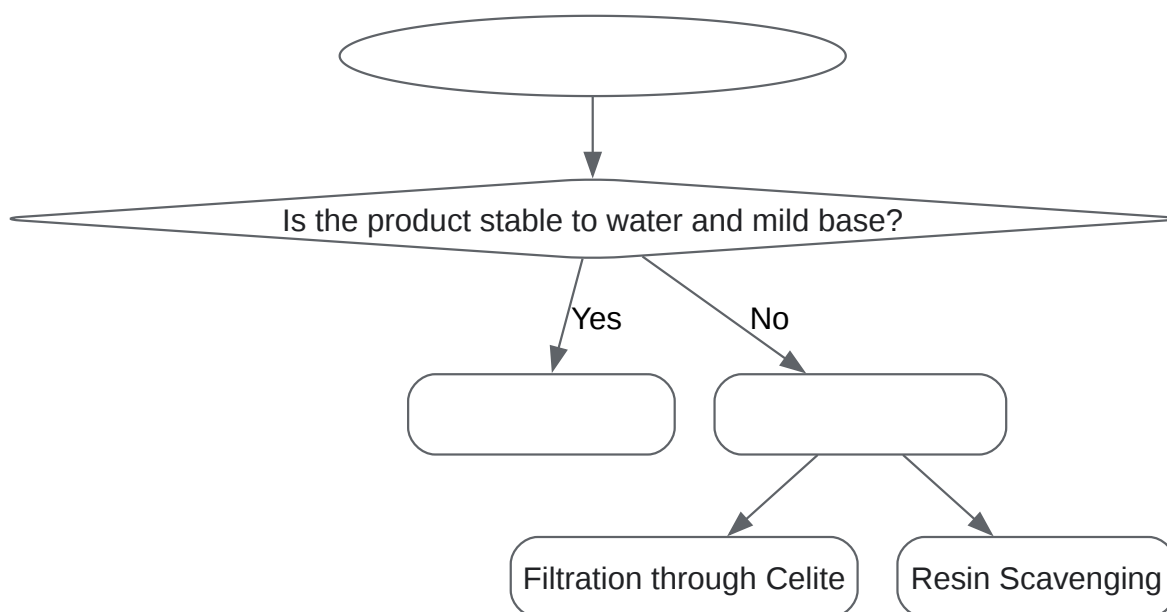 Is the product stable to water and mild base?
Yes
No
Filtration through Celite
Resin Scavenging